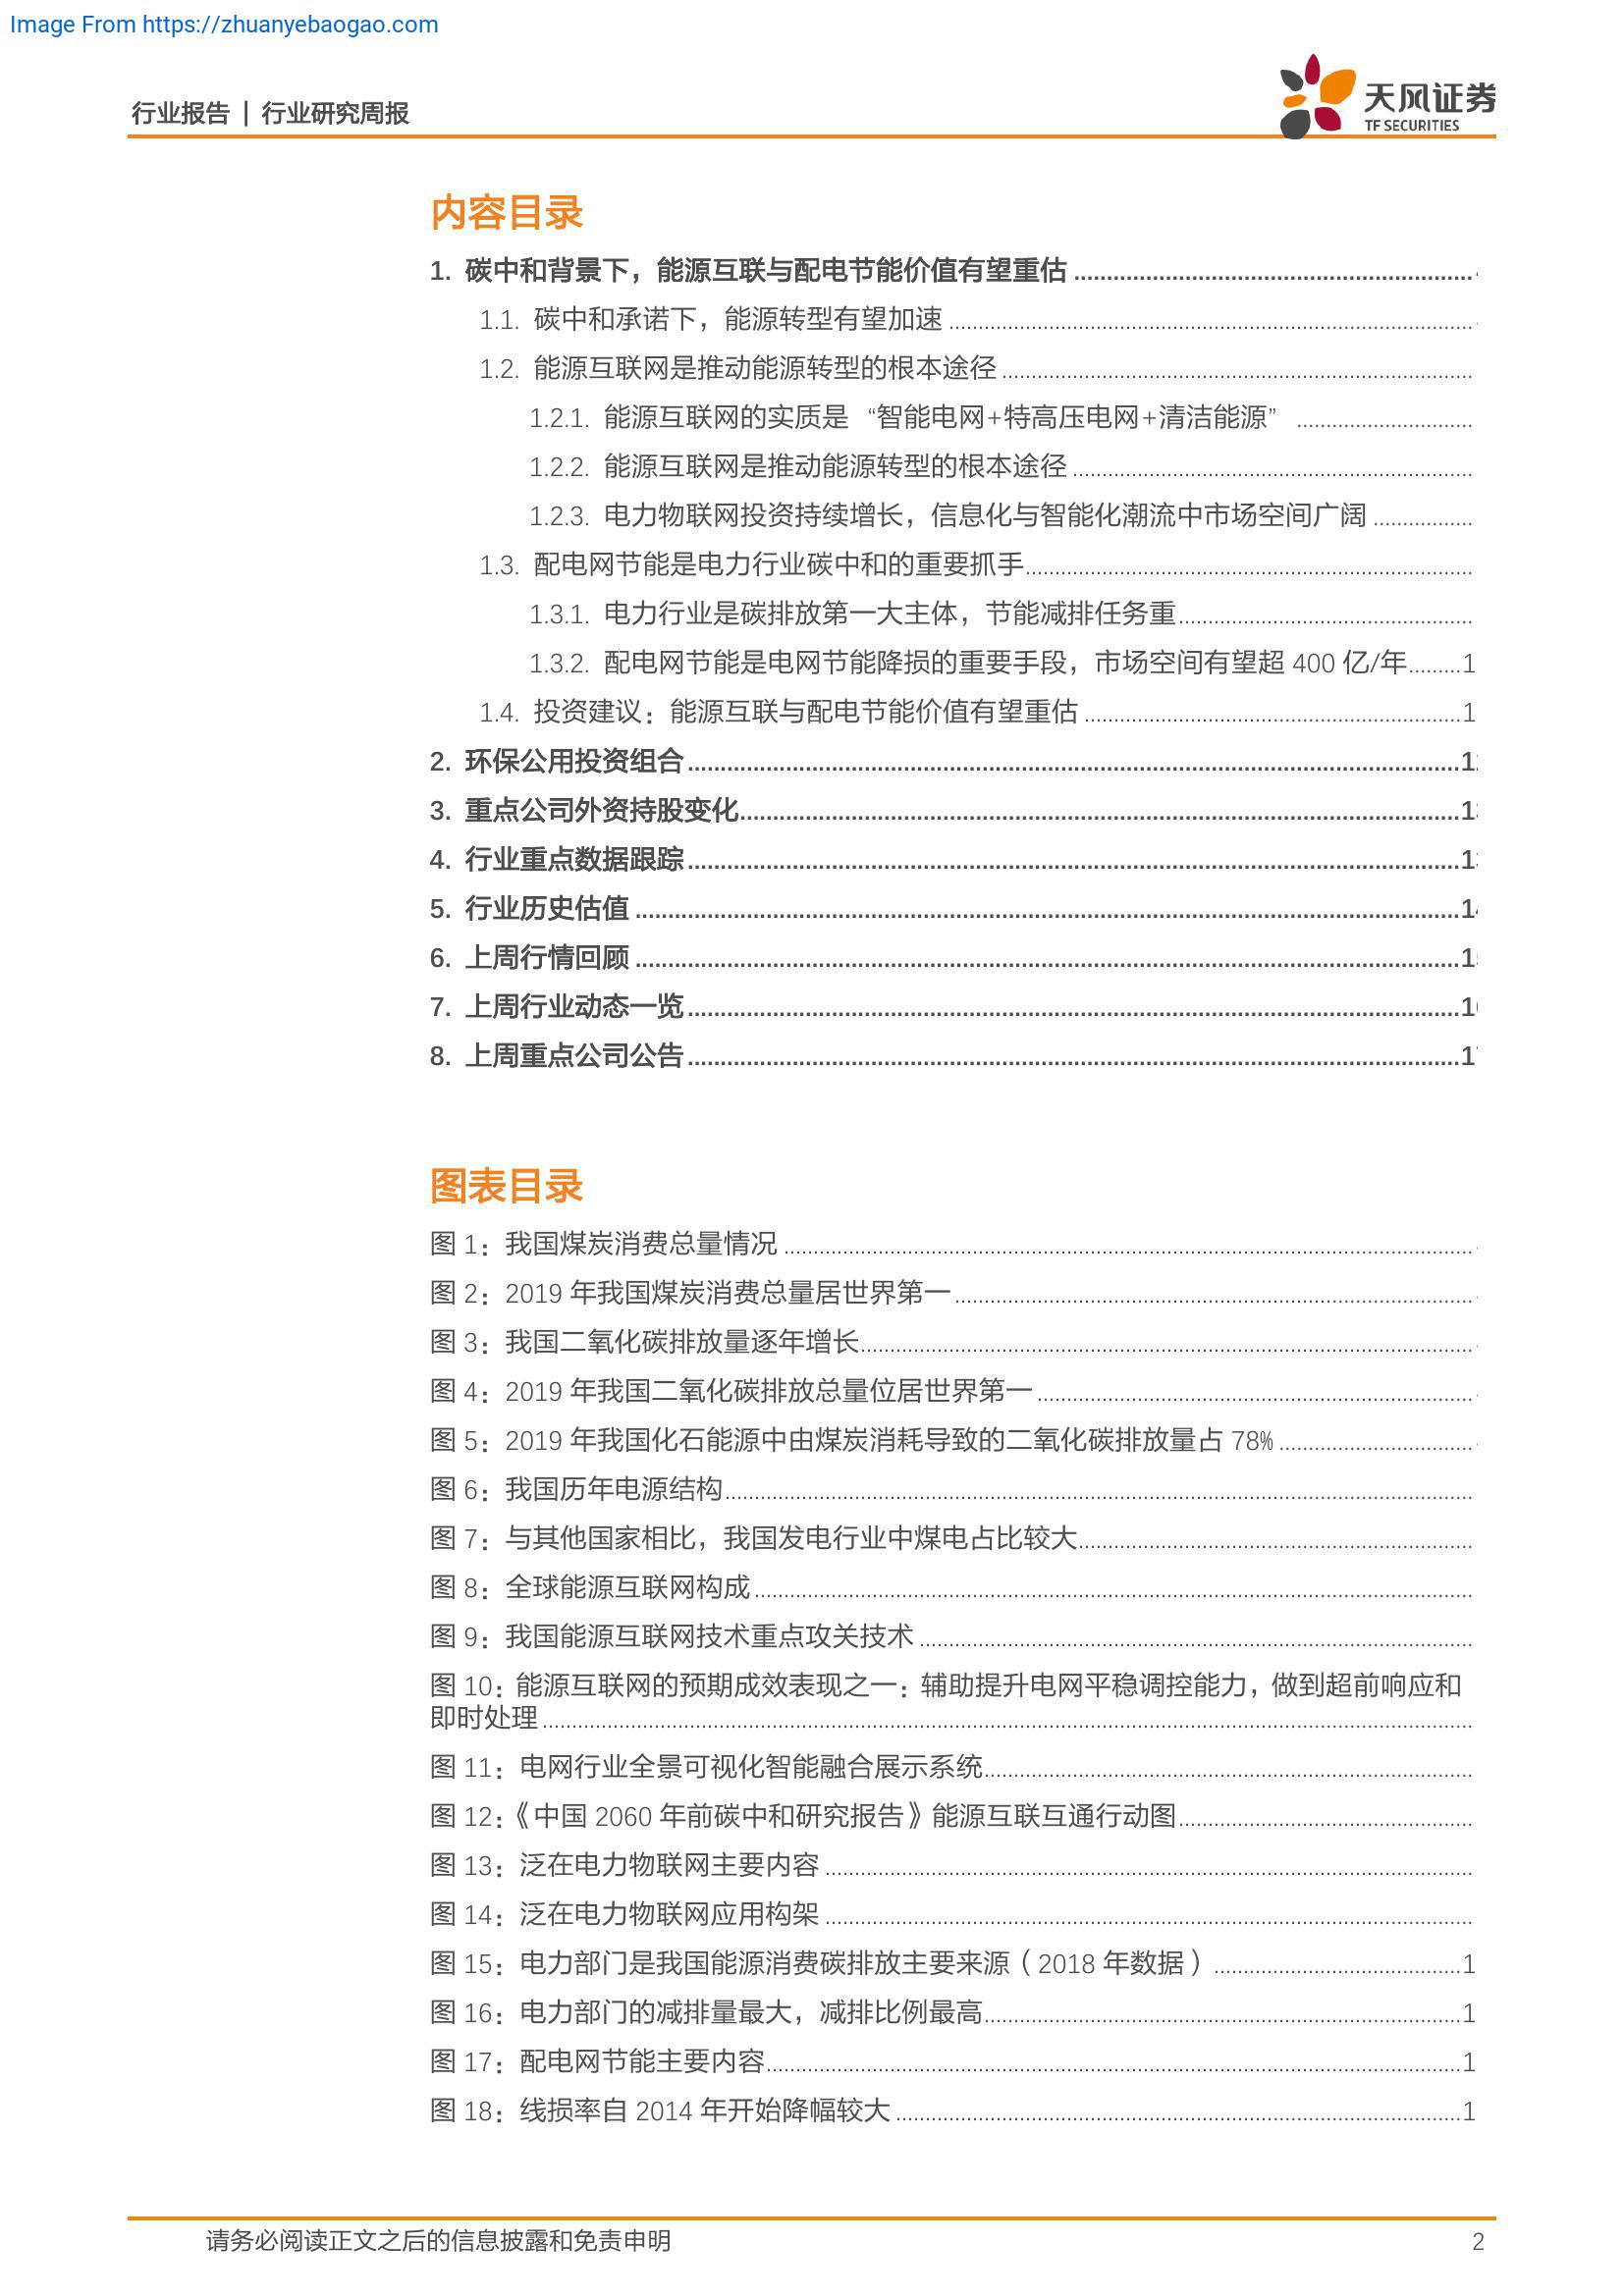 Image From https://zhuanyebaogao.com
行业报告 | 行业研究周报
天风证券
TF SECURITIES
内容目录
1. 碳中和背景下，能源互联与配电节能价值有望重估
1.1. 碳中和承诺下，能源转型有望加速
1.2. 能源互联网是推动能源转型的根本途径
1.2.1. 能源互联网的实质是 “智能电网+特高压电网+清洁能源”
1.2.2. 能源互联网是推动能源转型的根本途径
1.2.3. 电力物联网投资持续增长，信息化与智能化潮流中市场空间广阔
1.3. 配电网节能是电力行业碳中和的重要抓手
1.3.1. 电力行业是碳排放第一大主体，节能减排任务重
1.3.2. 配电网节能是电网节能降损的重要手段，市场空间有望超 400 亿/年........1
1.4. 投资建议：能源互联与配电节能价值有望重估........1
2. 环保公用投资组合........1
3. 重点公司外资持股变化........1
4. 行业重点数据跟踪........1
5. 行业历史估值........1
6. 上周行情回顾........1
7. 上周行业动态一览........1
8. 上周重点公司公告........1
图表目录
图 1：我国煤炭消费总量情况
图 2：2019 年我国煤炭消费总量居世界第一
图 3：我国二氧化碳排放量逐年增长
图 4：2019 年我国二氧化碳排放总量位居世界第一
图 5：2019 年我国化石能源中由煤炭消耗导致的二氧化碳排放量占 78%
图 6：我国历年电源结构
图 7：与其他国家相比，我国发电行业中煤电占比较大
图 8：全球能源互联网构成
图 9：我国能源互联网技术重点攻关技术
图 10：能源互联网的预期成效表现之一：辅助提升电网平稳调控能力，做到超前响应和
即时处理
图 11：电网行业全景可视化智能融合展示系统
图 12：《中国 2060 年前碳中和研究报告》能源互联互通行动图
图 13：泛在电力物联网主要内容
图 14：泛在电力物联网应用构架
图 15：电力部门是我国能源消费碳排放主要来源（2018 年数据）........1
图 16：电力部门的减排量最大，减排比例最高........1
图 17：配电网节能主要内容........1
图 18：线损率自 2014 年开始降幅较大........1
请务必阅读正文之后的信息披露和免责申明
2